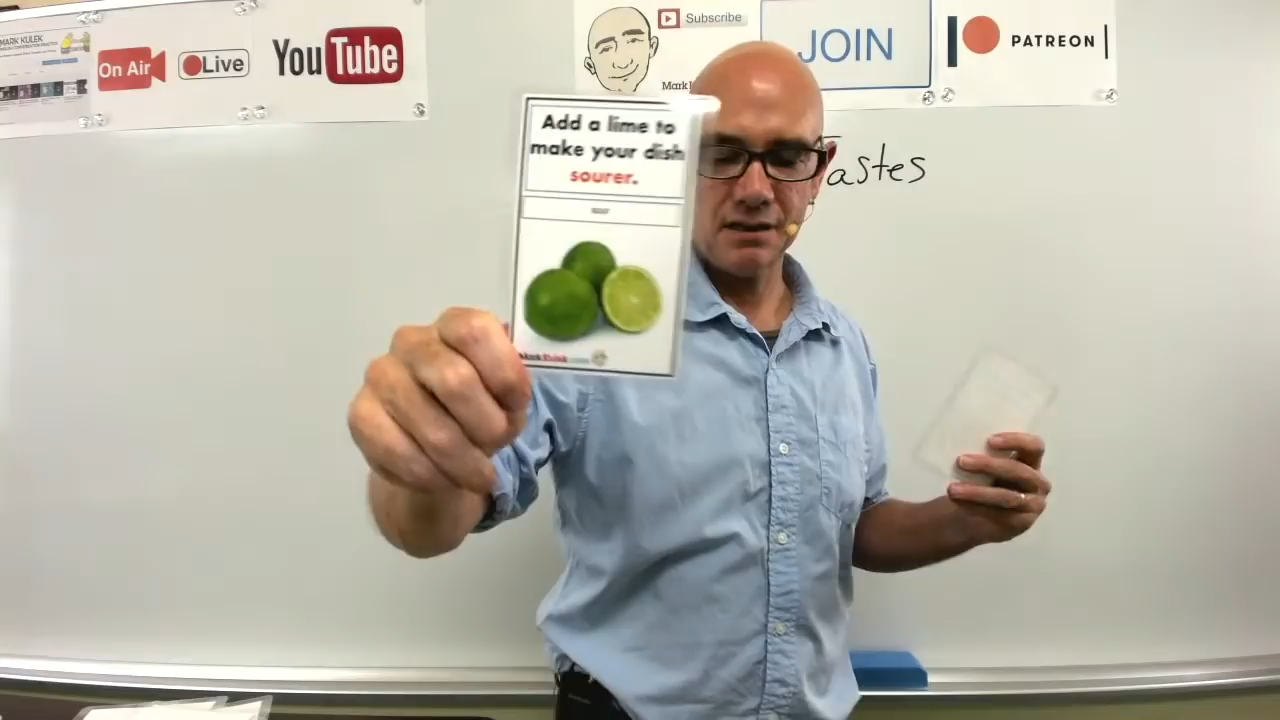 MARK KULEK
On Air
Live
YouTube
Subscribe
JOIN
PATREON
Add a lime to
make your dish
sourer.
astes